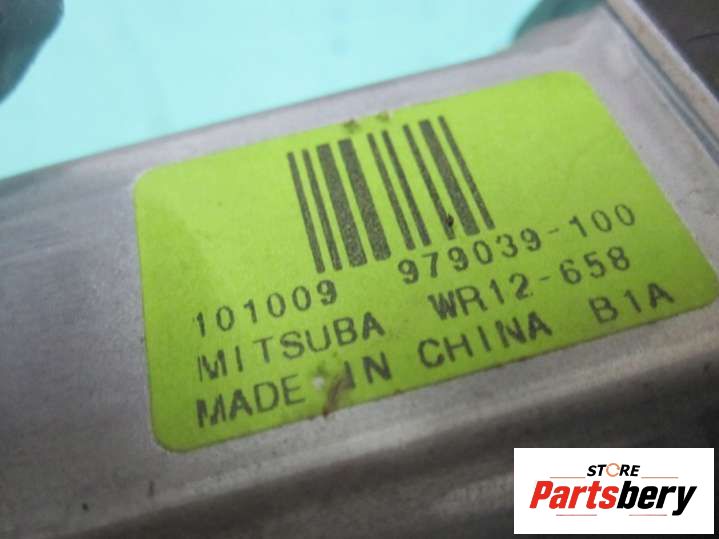 101009 979039-100
MITSUBA WR12-658
MADE IN CHINA B1A
STORE
Partsbery